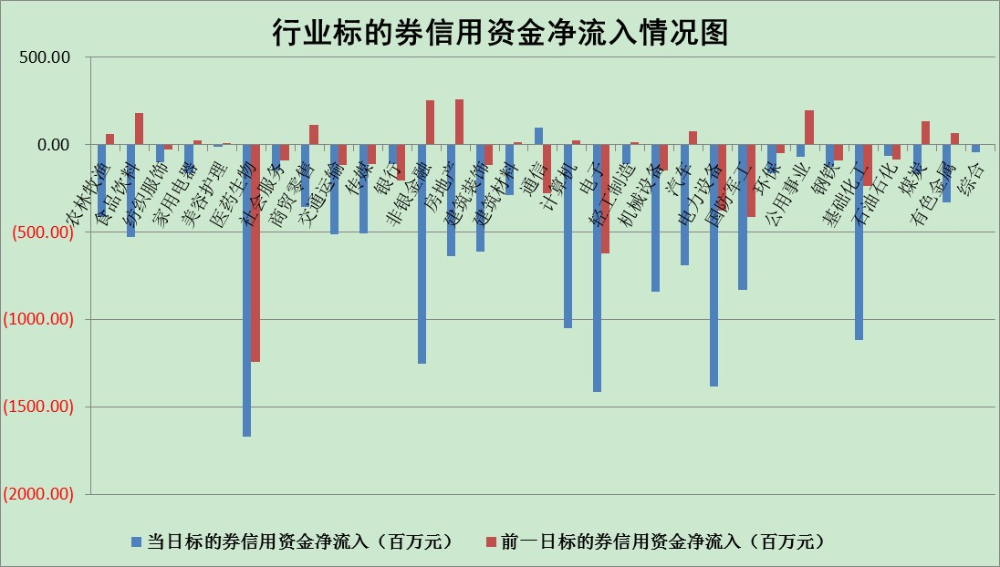 行业标的券信用资金净流入情况图
500.00
0.00
(500.00)
(1000.00)
(1500.00)
(2000.00)
农林牧渔
食品饮料
纺织服饰
家用电器
美容护理
医药生物
社会服务
商贸零售
交通运输
传媒
银行
非银金融
房地产
建筑装饰
建筑材料
通信
计算机
电子
轻工制造
机械设备
汽车
电力设备
国防军工
环保
公用事业
钢铁
基础化工
石油石化
煤炭
有色金属
综合
当日标的券信用资金净流入（百万元）
前一日标的券信用资金净流入（百万元）